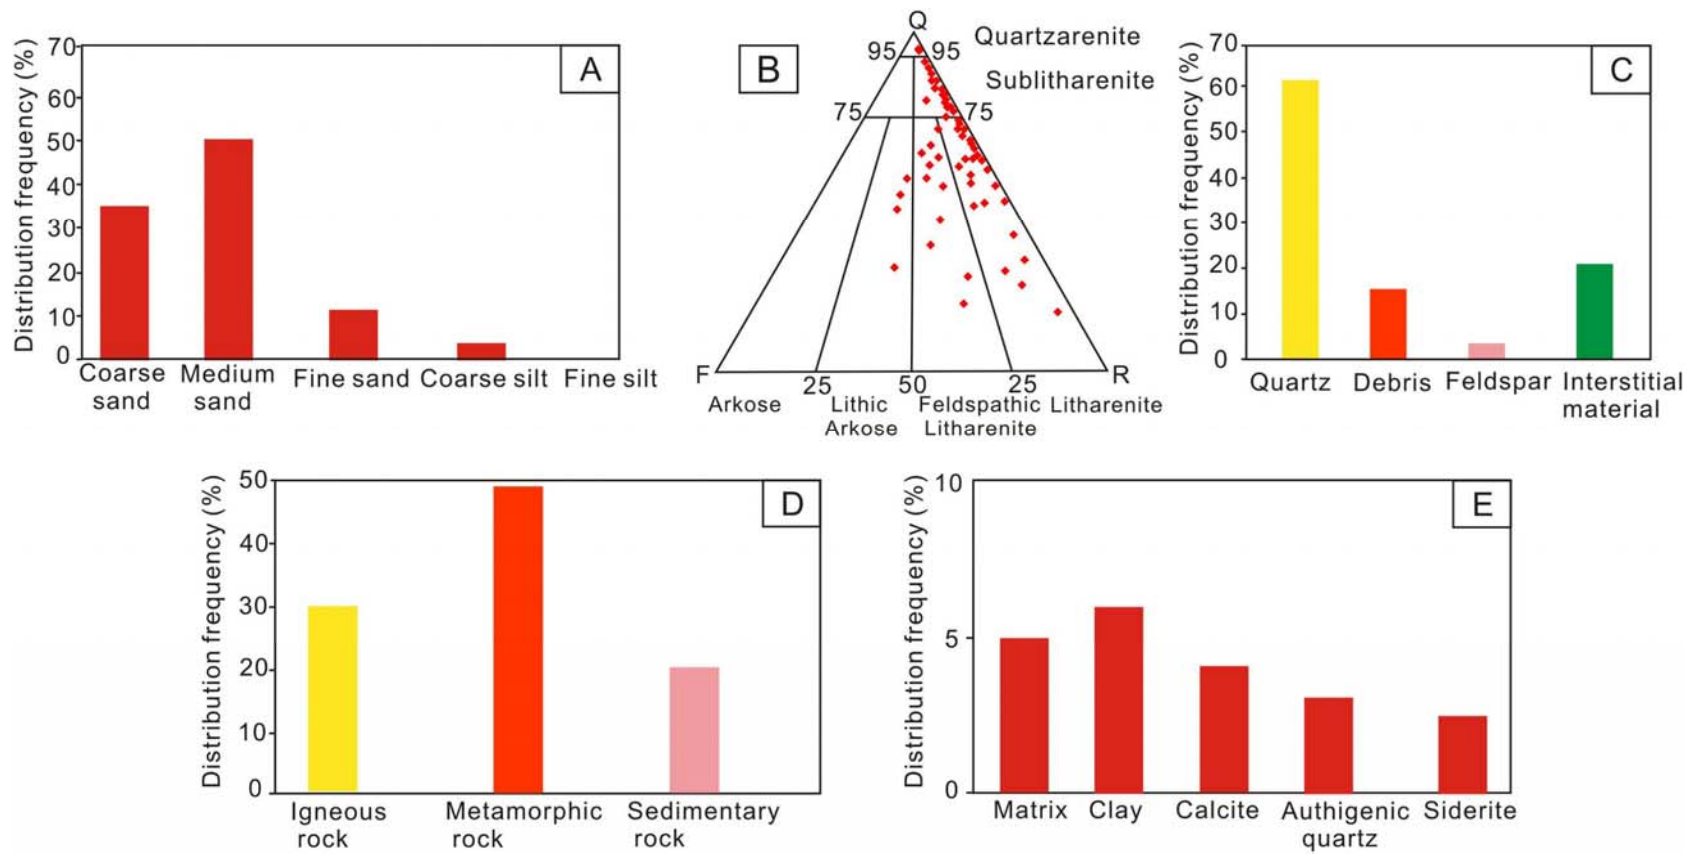 A
Distribution frequency (%)
70
60
50
40
30
20
10
0
Coarse sand
Medium sand
Fine sand
Coarse silt
Fine silt
B
Q
95
95
Quartzarenite
Sublitharenite
75
75
F
25
50
25
R
Arkose
Lithic Arkose
Feldspathic Litharenite
Litharenite
C
Distribution frequency (%)
70
60
50
40
30
20
10
0
Quartz
Debris
Feldspar
Interstitial material
D
Distribution frequency (%)
50
40
30
20
10
0
Igneous rock
Metamorphic rock
Sedimentary rock
E
Distribution frequency (%)
10
5
0
Matrix
Clay
Calcite
Authigenic quartz
Siderite